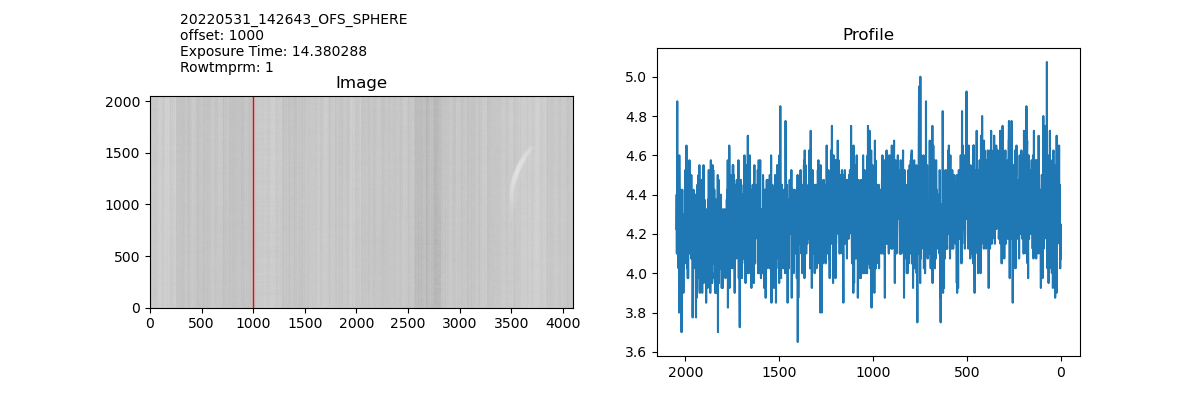 20220531_142643_OFS_SPHERE
offset: 1000
Exposure Time: 14.380288
Rowtmprm: 1
Image
2000
1500
1000
500
0
0 500 1000 1500 2000 2500 3000 3500 4000
Profile
5.0
4.8
4.6
4.4
4.2
4.0
3.8
3.6
2000 1500 1000 500 0